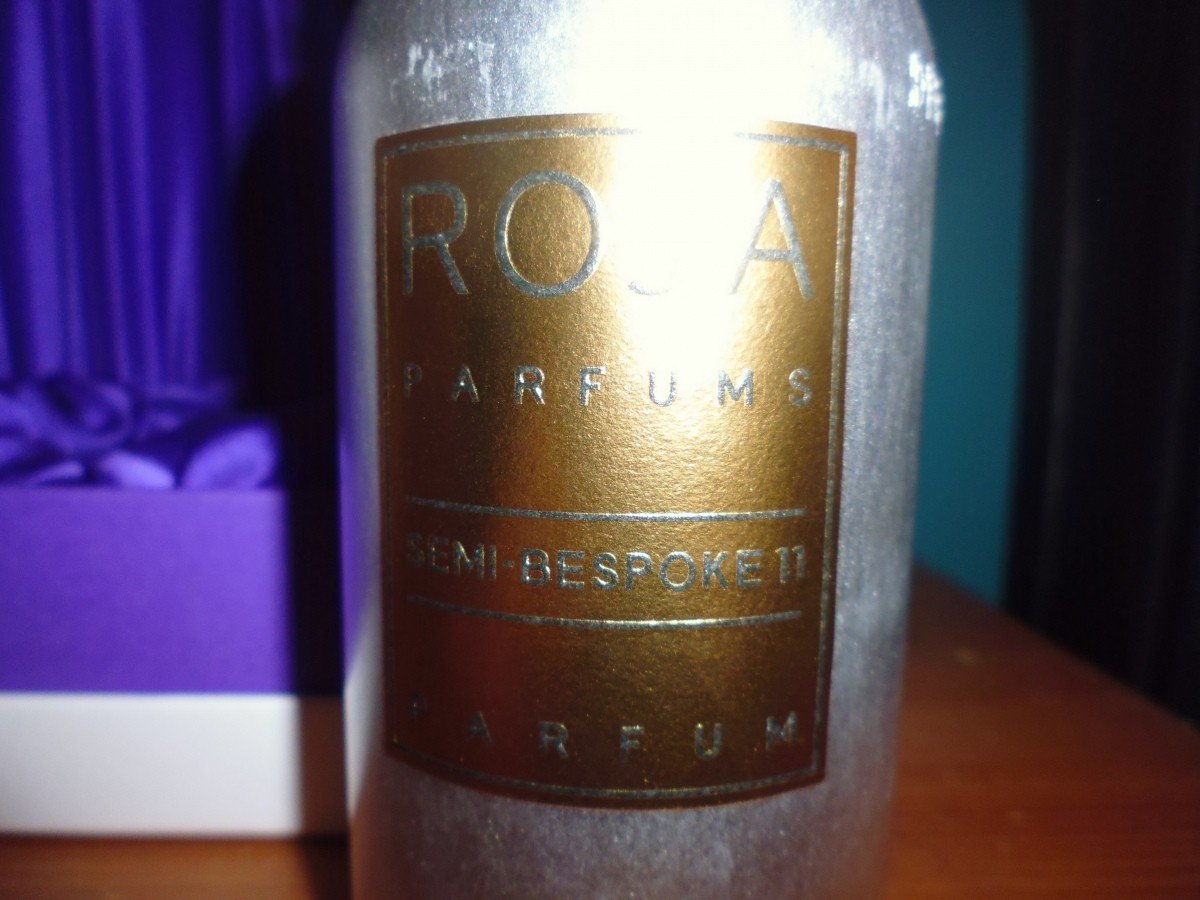 ROJA
PARFUMS
SEMI-BESPOKE 11
PARFUM